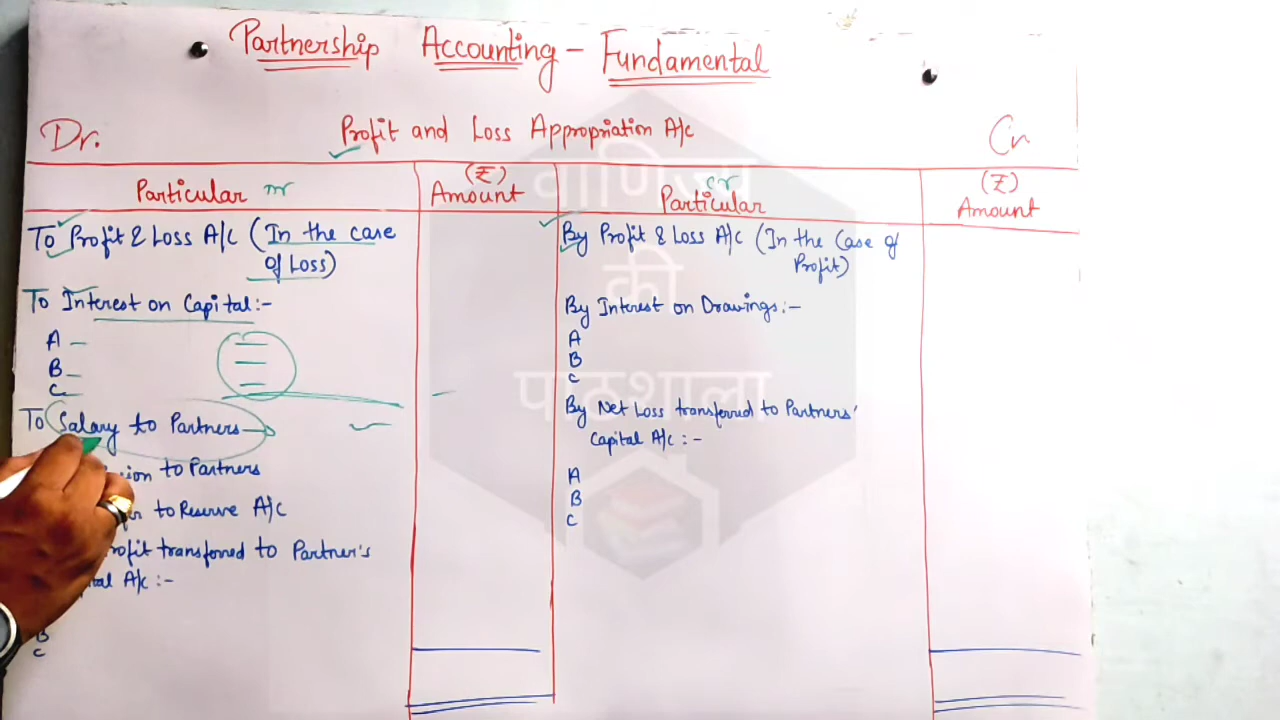 Partnership Accounting - Fundamental
Dr. Profit and Loss Appropriation A/c Cr
Particular (₹) Amount Particular (₹) Amount
To Profit & Loss A/c (In the case
of Loss)
To Interest on Capital:-
A -
B -
C -
To Salary to Partners
to Partners
to Reserve A/c
transferred to Partner's
A/c :-
B
C
By Profit & Loss A/c (In the Case of
Profit)
By Interest on Drawings:-
A
B
C
By Net Loss transferred to Partners'
Capital A/c :-
A
B
C
वाणिज्य
की
पाठशाला